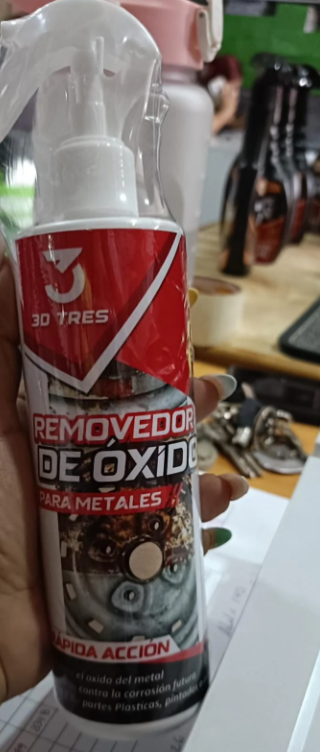 3D TRES
REMOVEDOR
DE ÓXIDO
PARA METALES
RÁPIDA ACCIÓN
el oxido del metal
contra la corrosión futura
partes Plasticas, pintadas